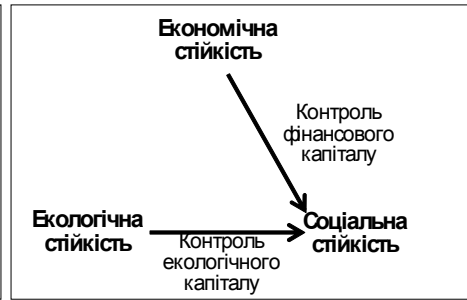 Економічна
стійкість
Контроль
фінансового
капіталу
Екологічна
стійкість
Контроль
екологічного
капіталу
Соціальна
стійкість